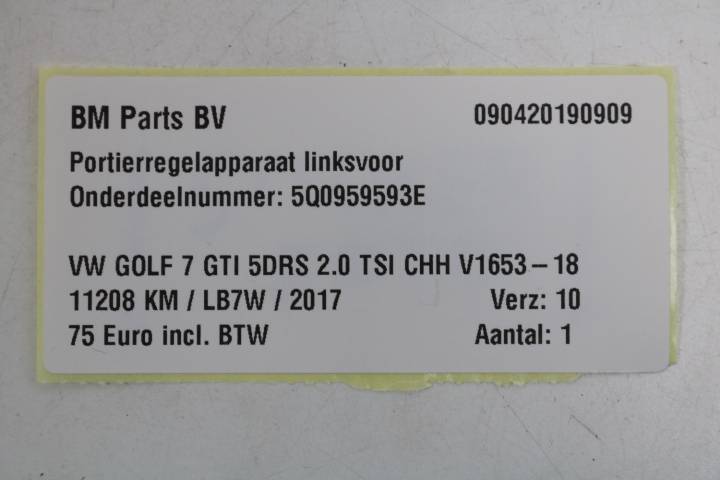 BM Parts BV 090420190909
Portierregelapparaat linksvoor
Onderdeelnummer: 5Q0959593E
VW GOLF 7 GTI 5DRS 2.0 TSI CHH V1653 – 18
11208 KM / LB7W / 2017 Verz: 10
75 Euro incl. BTW Aantal: 1